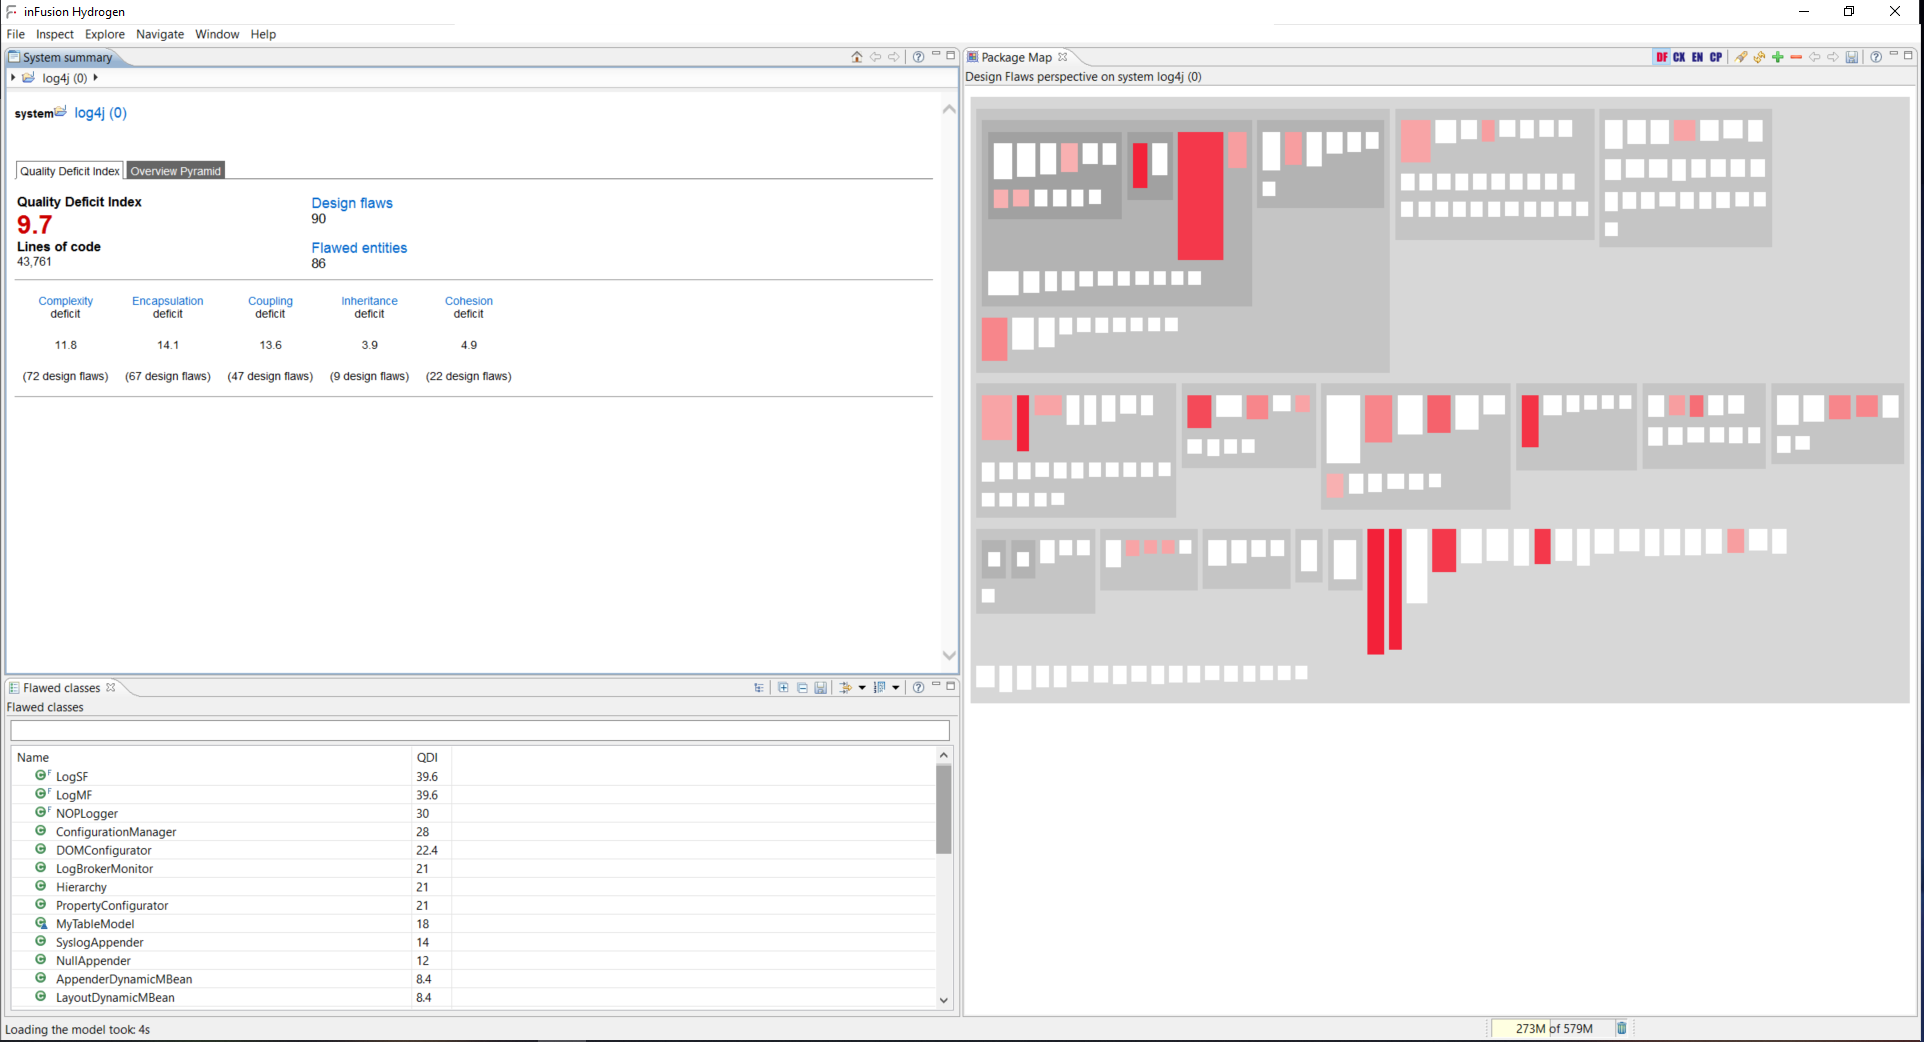 inFusion Hydrogen
File Inspect Explore Navigate Window Help
System summary
log4j (0)
system log4j (0)
Quality Deficit Index Overview Pyramid
Quality Deficit Index Design flaws
9.7 90
Lines of code Flawed entities
43,761 86
Complexity Encapsulation Coupling Inheritance Cohesion
deficit deficit deficit deficit deficit
11.8 14.1 13.6 3.9 4.9
(72 design flaws) (67 design flaws) (47 design flaws) (9 design flaws) (22 design flaws)
Package Map DF CX EN CP
Design Flaws perspective on system log4j (0)
Flawed classes
Flawed classes
Name QDI
LogSF 39.6
LogMF 39.6
NOPLogger 30
ConfigurationManager 28
DOMConfigurator 22.4
LogBrokerMonitor 21
Hierarchy 21
PropertyConfigurator 21
MyTableModel 18
SyslogAppender 14
NullAppender 12
AppenderDynamicMBean 8.4
LayoutDynamicMBean 8.4
Loading the model took: 4s
273M of 579M